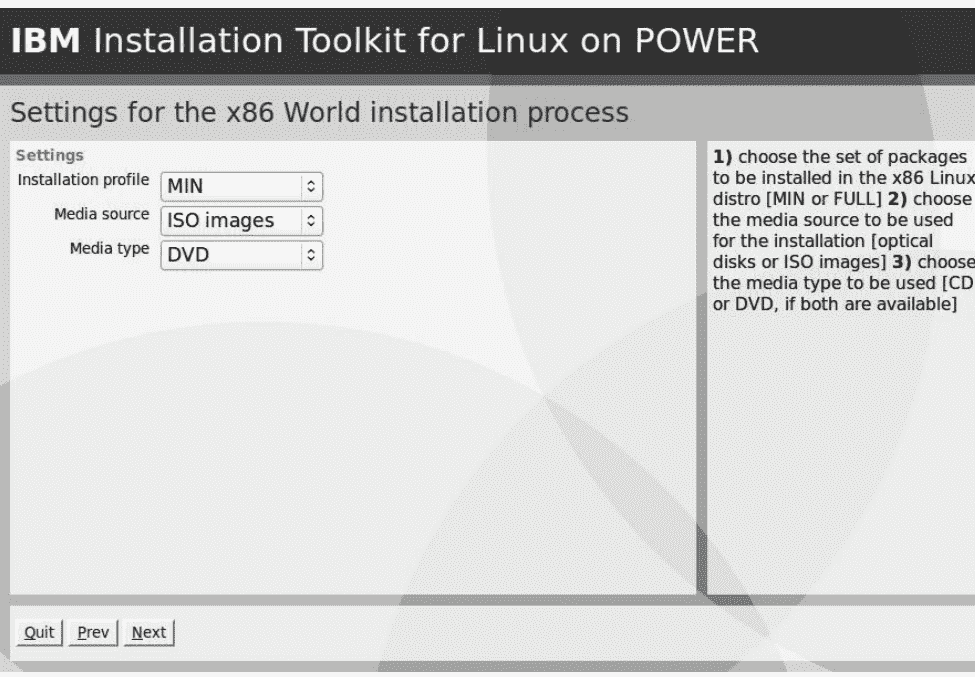 IBM Installation Toolkit for Linux on POWER
Settings for the x86 World installation process
Settings
Installation profile MIN
Media source ISO images
Media type DVD
1) choose the set of packages
to be installed in the x86 Linux
distro [MIN or FULL] 2) choose
the media source to be used
for the installation [optical
disks or ISO images] 3) choose
the media type to be used [CD
or DVD, if both are available]
Quit Prev Next